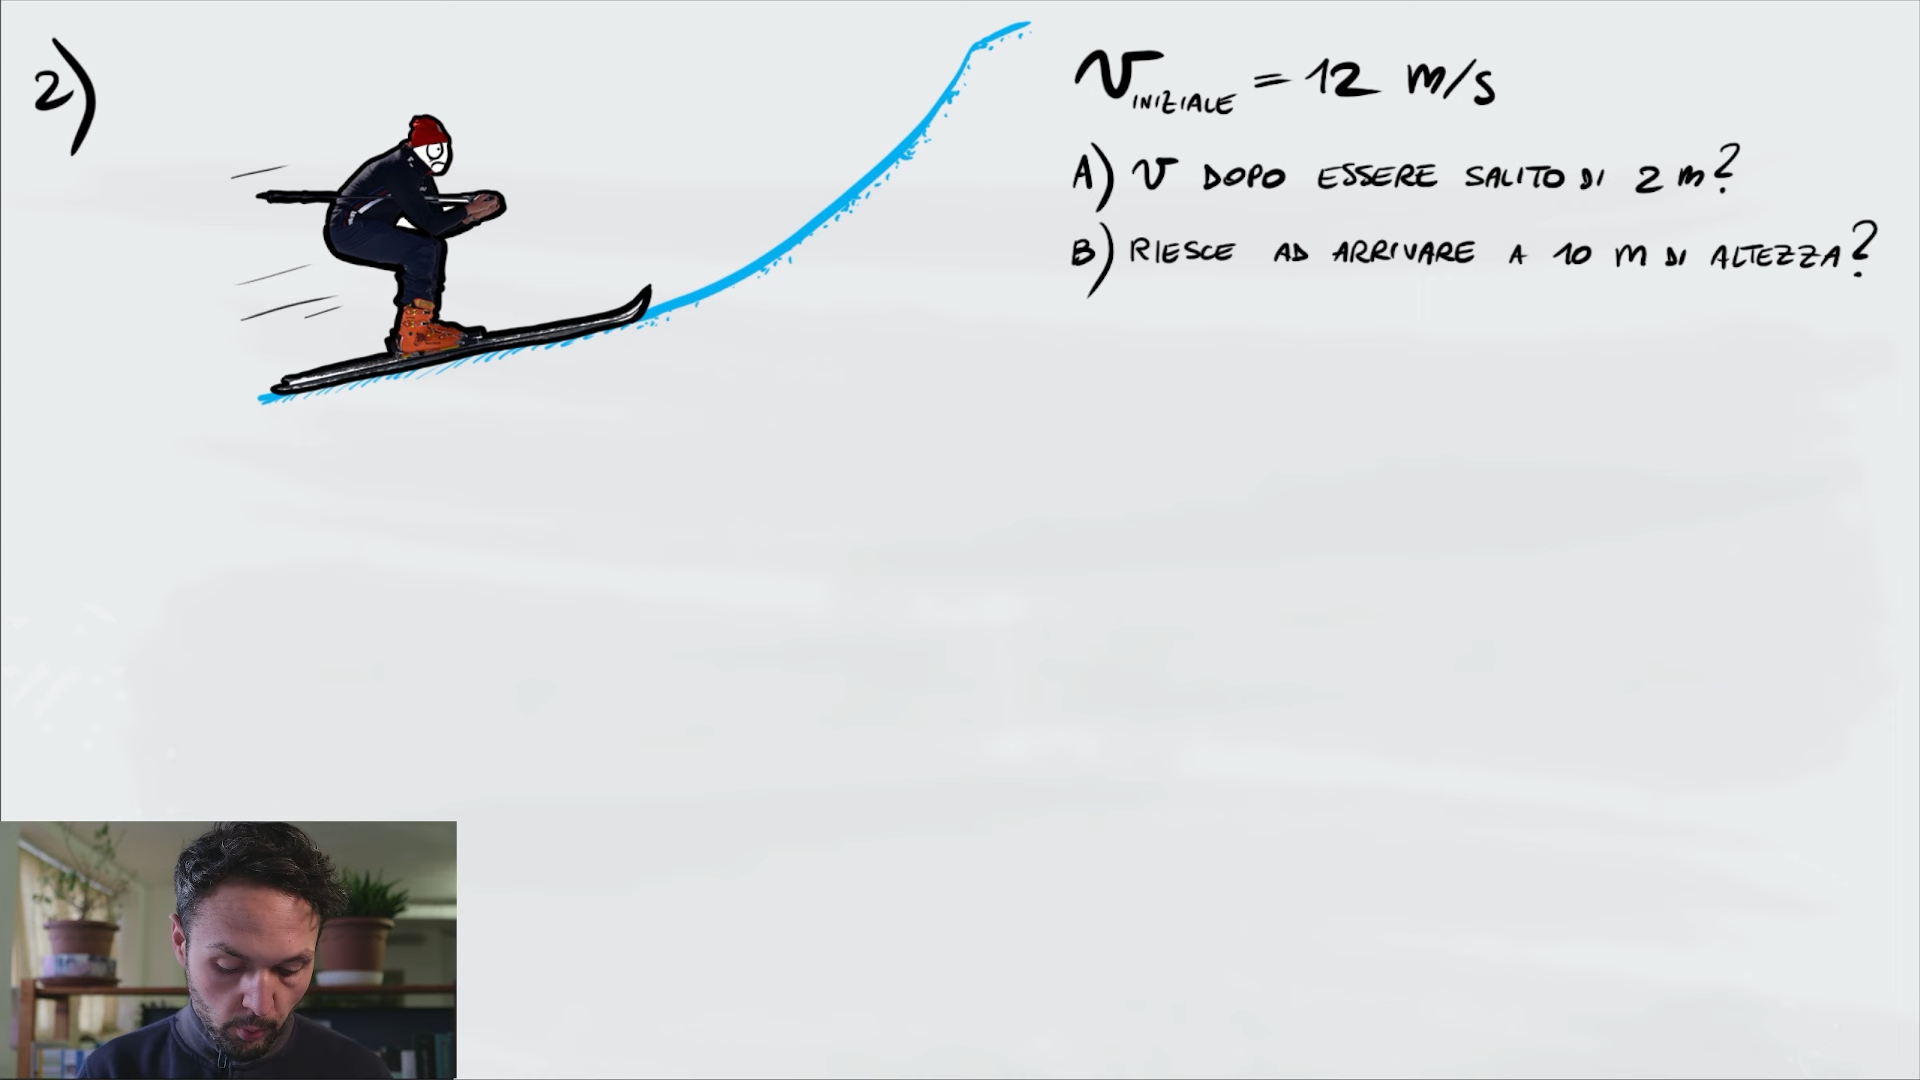 2)
V INIZIALE = 12 m/s
A) V DOPO ESSERE SALITO DI 2 m?
B) RIESCE AD ARRIVARE A 10 M DI ALTEZZA?